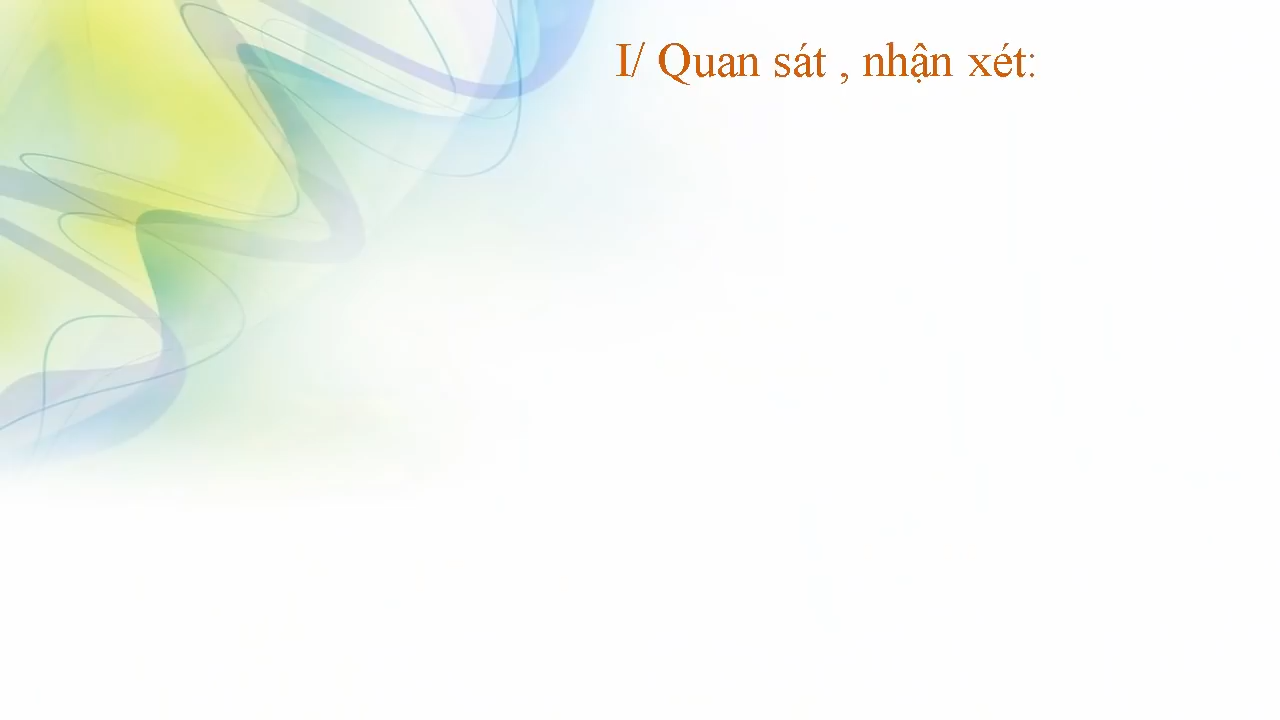 I/ Quan sát , nhận xét: